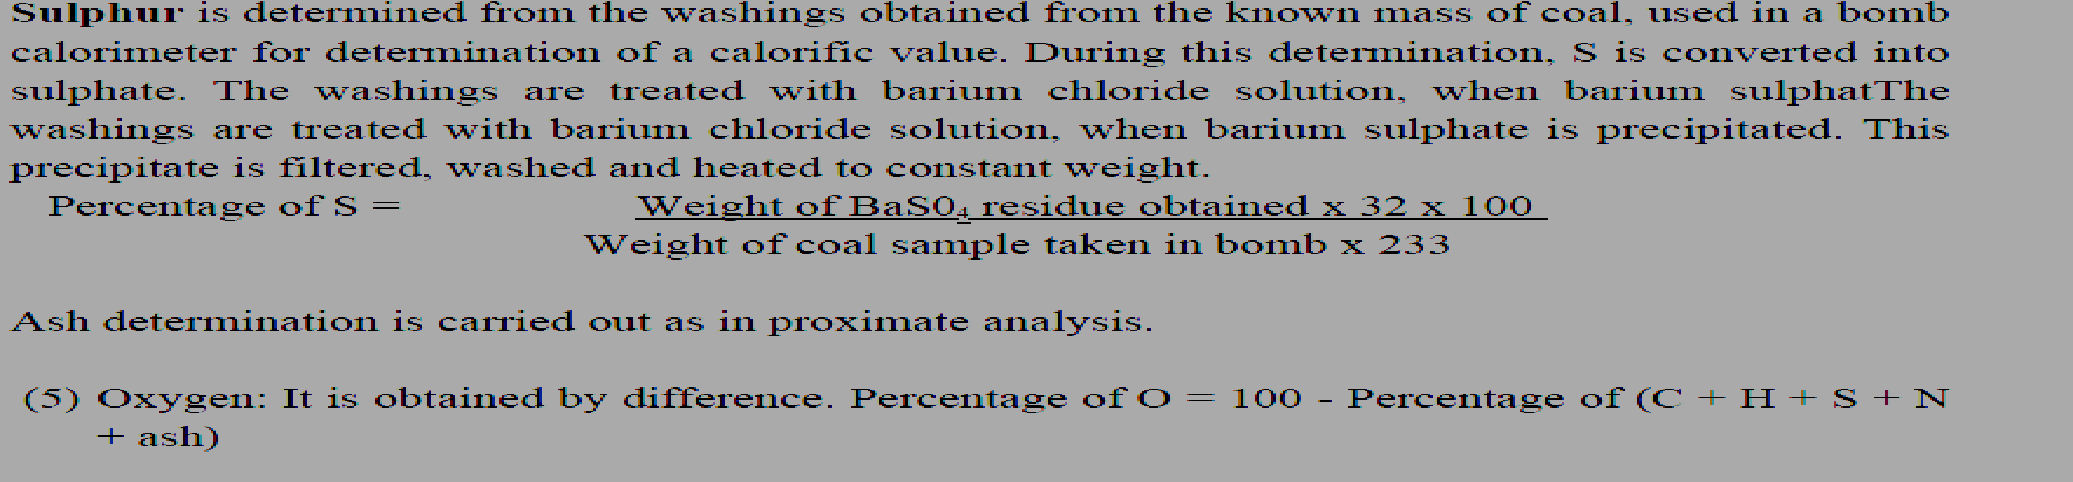 Sulphur is determined from the washings obtained from the known mass of coal, used in a bomb
calorimeter for determination of a calorific value. During this determination, S is converted into
sulphate. The washings are treated with barium chloride solution, when barium sulphatThe
washings are treated with barium chloride solution, when barium sulphate is precipitated. This
precipitate is filtered, washed and heated to constant weight.
Percentage of S = Weight of BaSO₄ residue obtained x 32 x 100
Weight of coal sample taken in bomb x 233
Ash determination is carried out as in proximate analysis.
(5) Oxygen: It is obtained by difference. Percentage of O = 100 - Percentage of (C + H + S + N
+ ash)